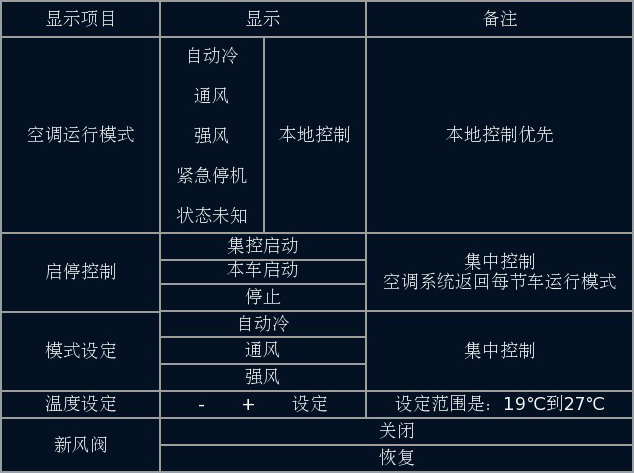 显示项目 显示 备注
自动冷
通风
空调运行模式 强风 本地控制 本地控制优先
紧急停机
状态未知
启停控制
集控启动
本车启动
停止
集中控制
空调系统返回每节车运行模式
模式设定
自动冷
通风
强风
集中控制
温度设定 - + 设定 设定范围是：19℃到27℃
新风阀
关闭
恢复